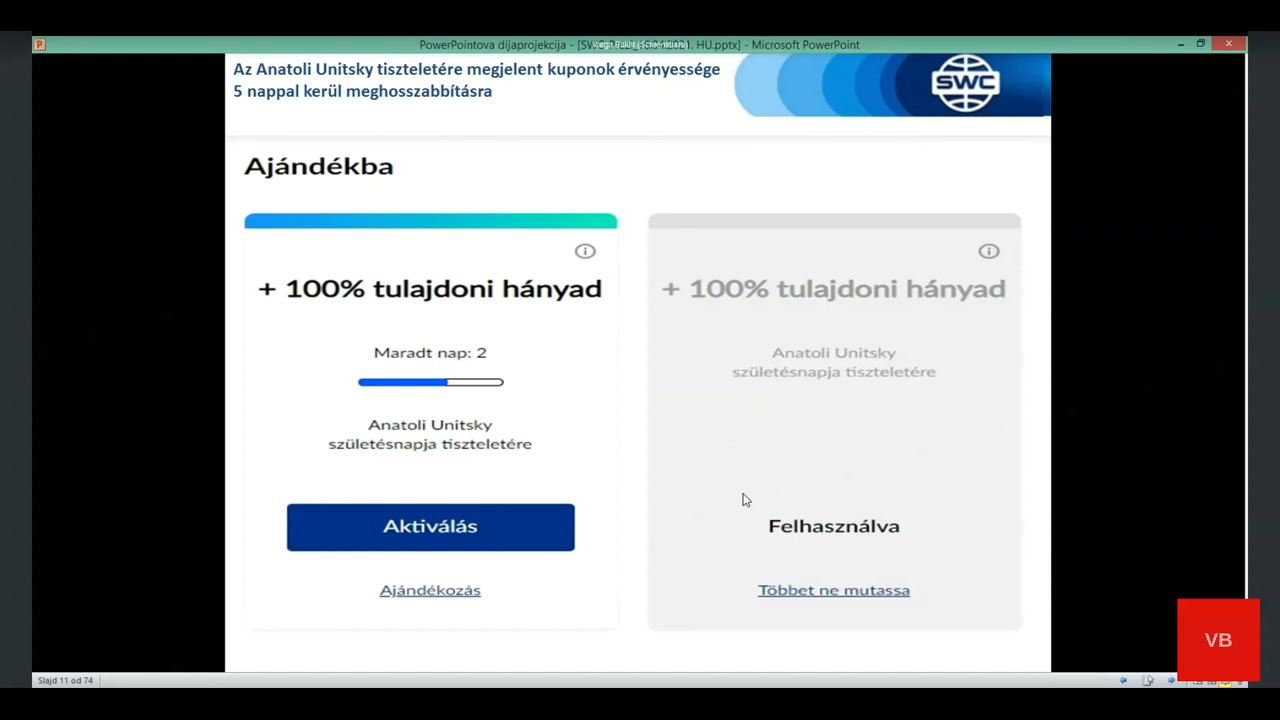 PowerPointova dijaprojekcija - [SW HU.pptx] - Microsoft PowerPoint
Az Anatoli Unitsky tiszteletére megjelent kuponok érvényessége
5 nappal kerül meghosszabbításra
SWC
Ajándékba
+ 100% tulajdoni hányad
Maradt nap: 2
Anatoli Unitsky
születésnapja tiszteletére
Aktiválás
Ajándékozás
+ 100% tulajdoni hányad
Anatoli Unitsky
születésnapja tiszteletére
Felhasználva
Többet ne mutassa
VB
Slajd 11 od 74